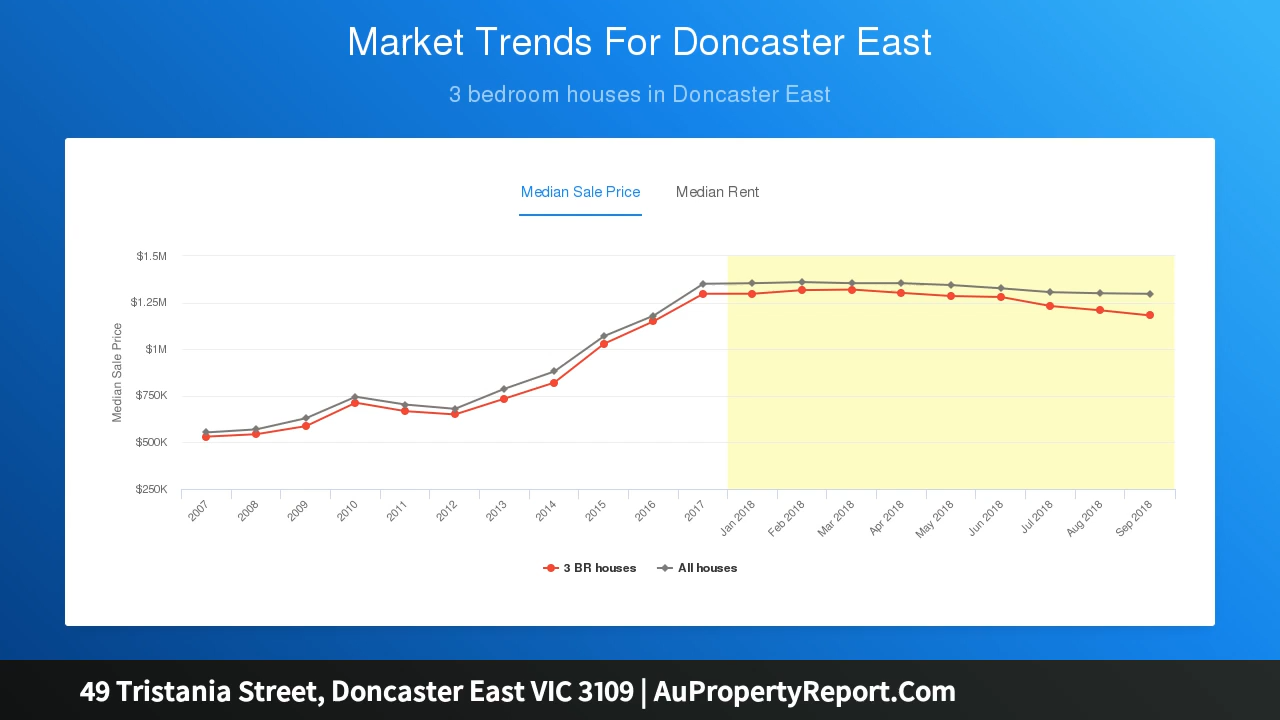 Market Trends For Doncaster East
3 bedroom houses in Doncaster East
Median Sale Price Median Rent
$1.5M
$1.25M
$1M
$750K
$500K
$250K
Median Sale Price
2007 2008 2009 2010 2011 2012 2013 2014 2015 2016 2017 Jan 2018 Feb 2018 Mar 2018 Apr 2018 May 2018 Jun 2018 Jul 2018 Aug 2018 Sep 2018
3 BR houses All houses
49 Tristania Street, Doncaster East VIC 3109 | AuPropertyReport.Com